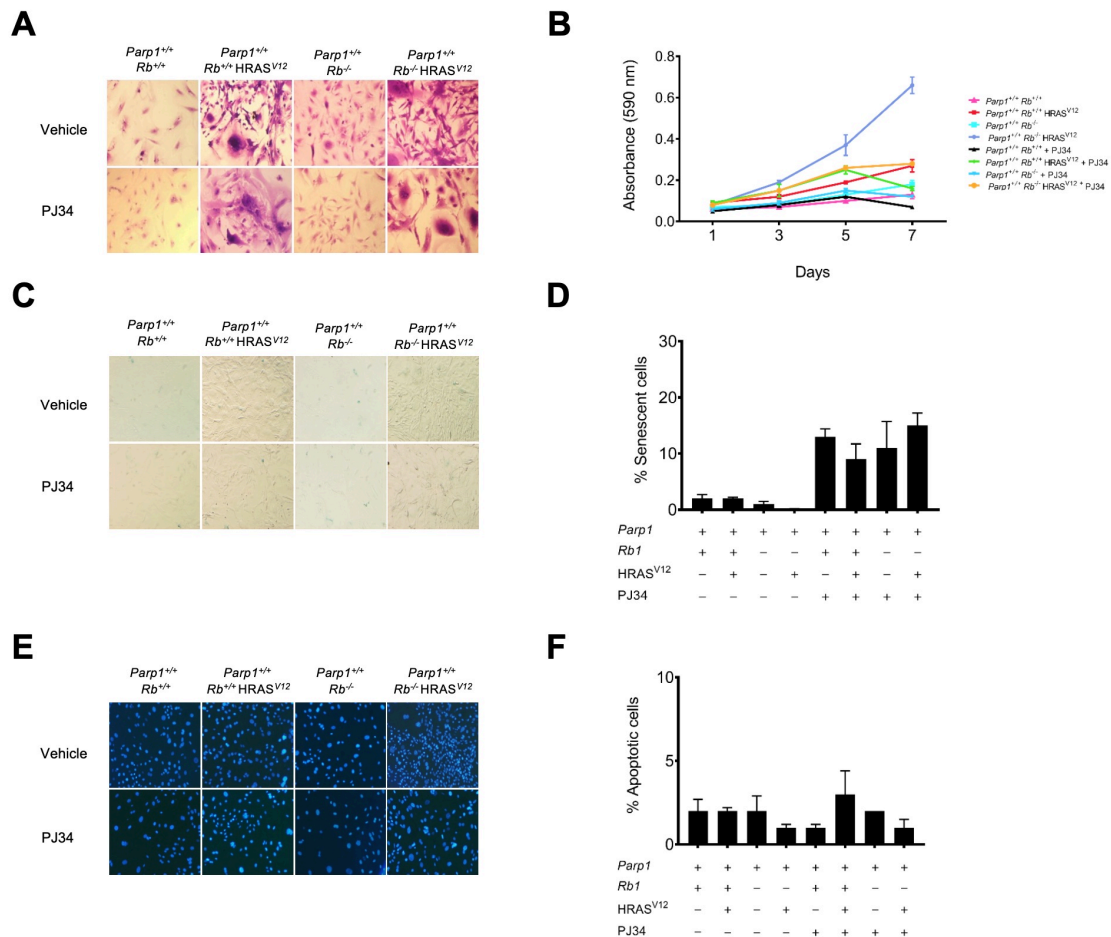 A
Parp1+/+ Parp1+/+ Parp1+/+ Parp1+/+
Rb+/+ Rb+/+ HRASV12 Rb-/- Rb-/- HRASV12
Vehicle
PJ34
B
Absorbance (590 nm)
0.8
0.6
0.4
0.2
0.0
1 3 5 7
Days
Parp1+/+ Rb+/+
Parp1+/+ Rb+/+ HRASV12
Parp1+/+ Rb-/-
Parp1+/+ Rb-/- HRASV12
Parp1+/+ Rb+/+ + PJ34
Parp1+/+ Rb+/+ HRASV12 + PJ34
Parp1+/+ Rb-/- + PJ34
Parp1+/+ Rb-/- HRASV12 + PJ34
C
Parp1+/+ Parp1+/+ Parp1+/+ Parp1+/+
Rb+/+ Rb+/+ HRASV12 Rb-/- Rb-/- HRASV12
Vehicle
PJ34
D
% Senescent cells
30
20
10
0
Parp1 + + + + + + + +
Rb1 + + – – + + – –
HRASV12 – + – + – + – +
PJ34 – – – – + + + +
E
Parp1+/+ Parp1+/+ Parp1+/+ Parp1+/+
Rb+/+ Rb+/+ HRASV12 Rb-/- Rb-/- HRASV12
Vehicle
PJ34
F
% Apoptotic cells
10
5
0
Parp1 + + + + + + + +
Rb1 + + – – + + – –
HRASV12 – + – + – + – +
PJ34 – – – – + + + +